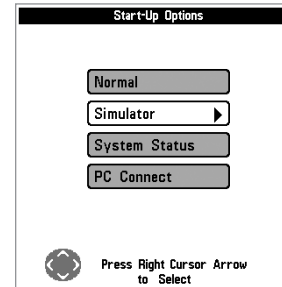 Start-Up Options
Normal
Simulator
System Status
PC Connect
Press Right Cursor Arrow
to Select